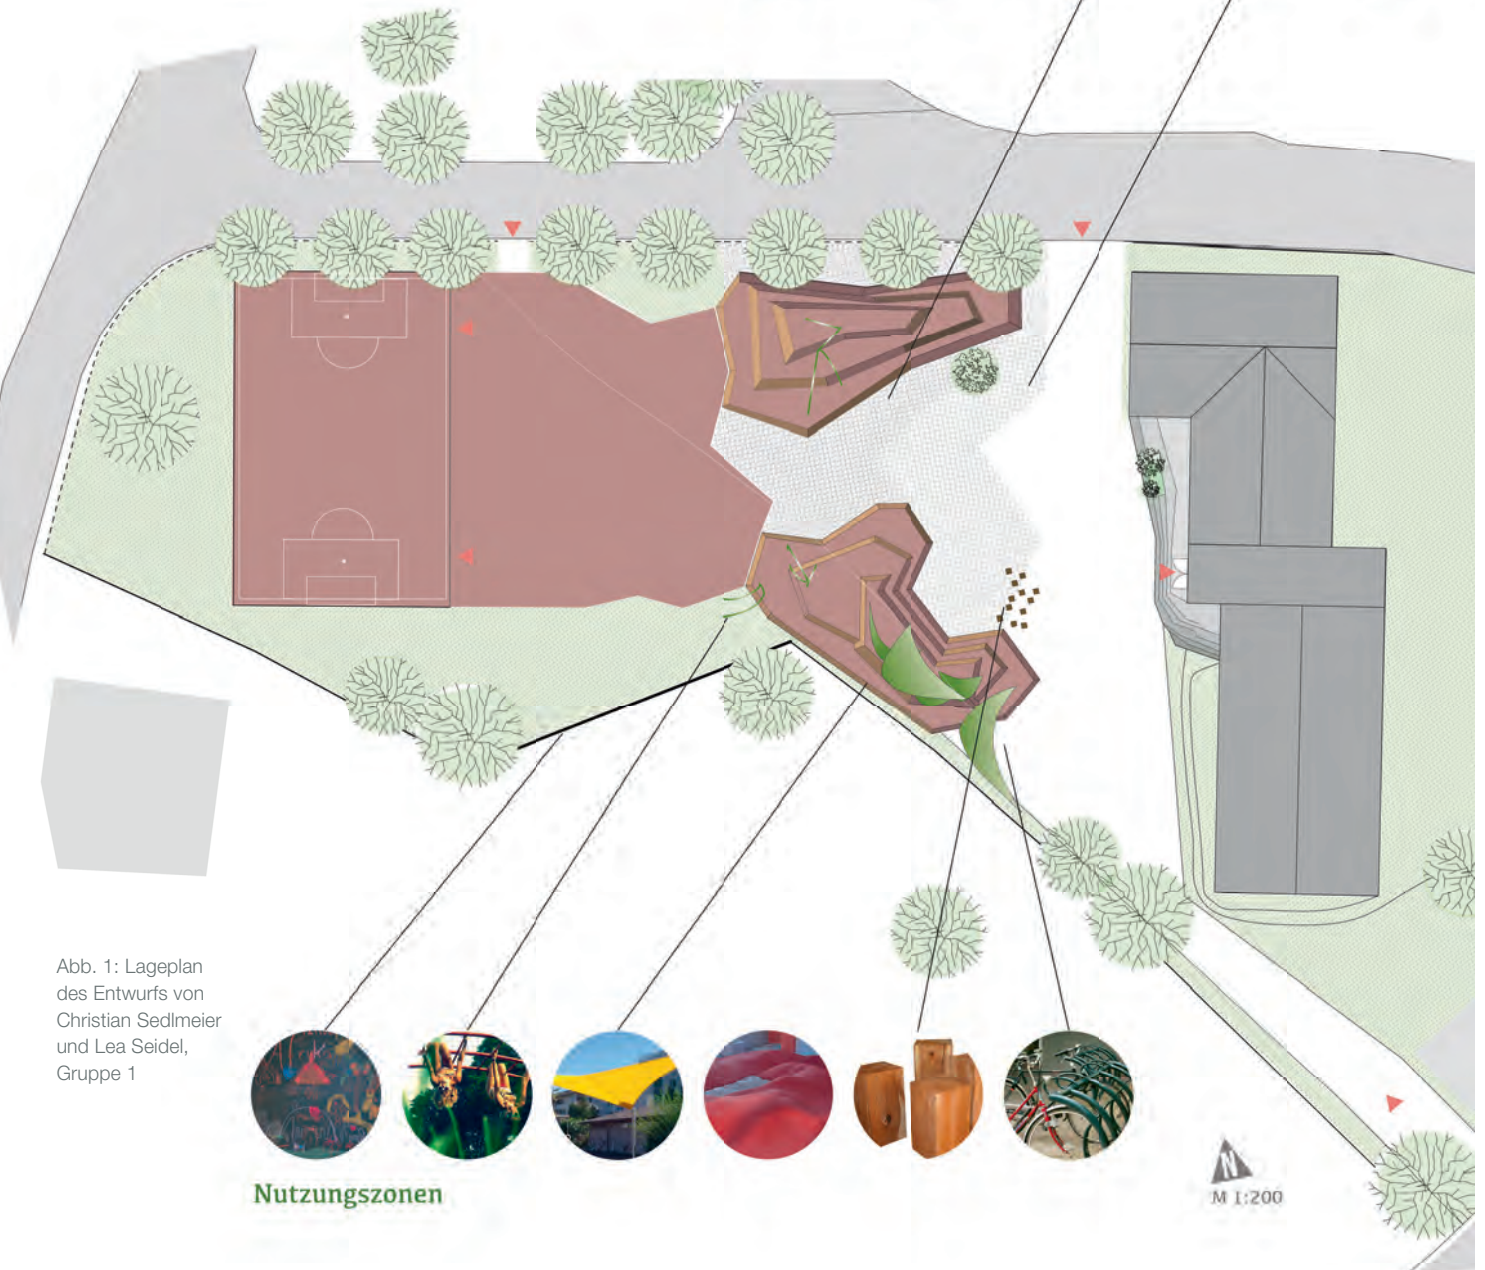 Abb. 1: Lageplan
des Entwurfs von
Christian Sedlmeier
und Lea Seidel,
Gruppe 1
Nutzungszonen
N
M 1:200